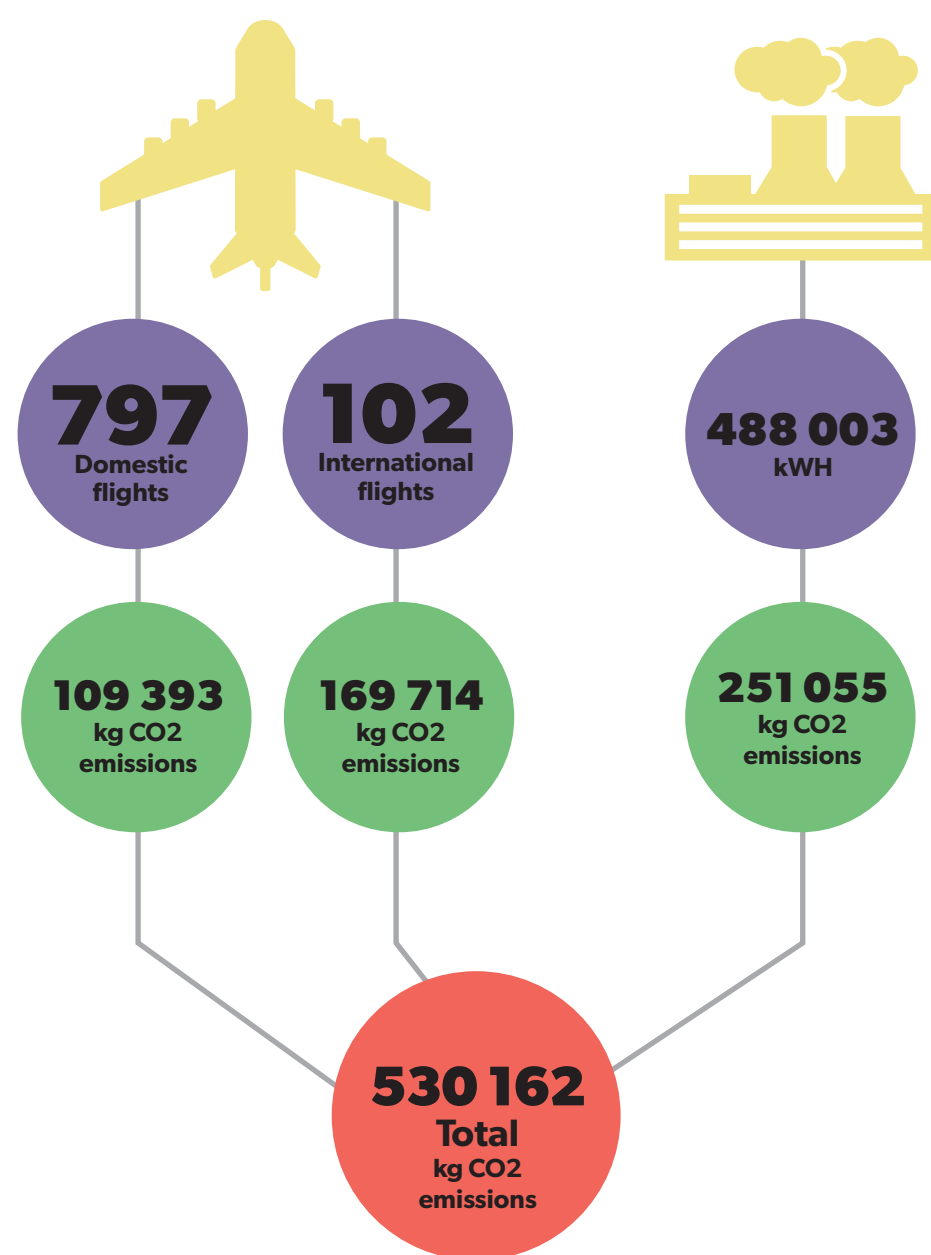 797
Domestic
flights
102
International
flights
488 003
kWH
109 393
kg CO2
emissions
169 714
kg CO2
emissions
251 055
kg CO2
emissions
530 162
Total
kg CO2
emissions